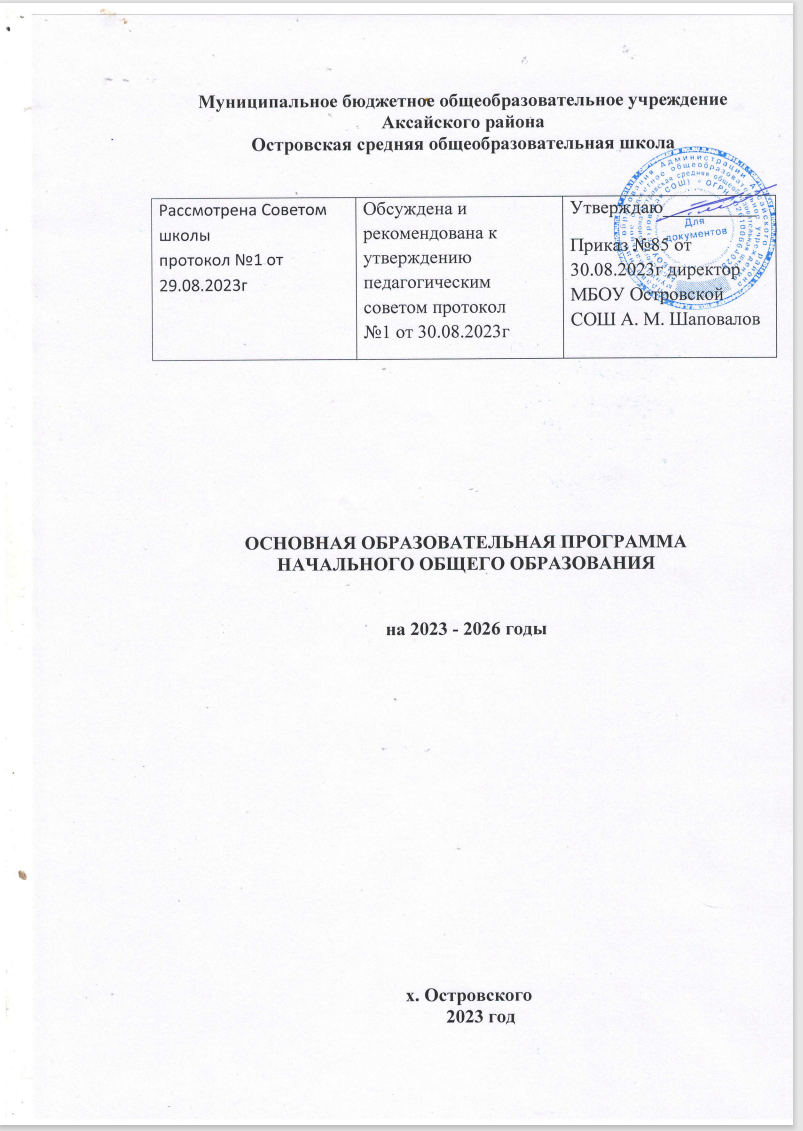 Муниципальное бюджетное общеобразовательное учреждение
Аксайского района
Островская средняя общеобразовательная школа
Рассмотрена Советом
школы
протокол №1 от
29.08.2023г
Обсуждена и
рекомендована к
утверждению
педагогическим
советом протокол
№1 от 30.08.2023г
Утверждаю
Приказ №85 от
30.08.2023г директор
МБОУ Островской
СОШ А. М. Шаповалов
Для
документов
ОСНОВНАЯ ОБРАЗОВАТЕЛЬНАЯ ПРОГРАММА
НАЧАЛЬНОГО ОБЩЕГО ОБРАЗОВАНИЯ
на 2023 - 2026 годы
х. Островского
2023 год